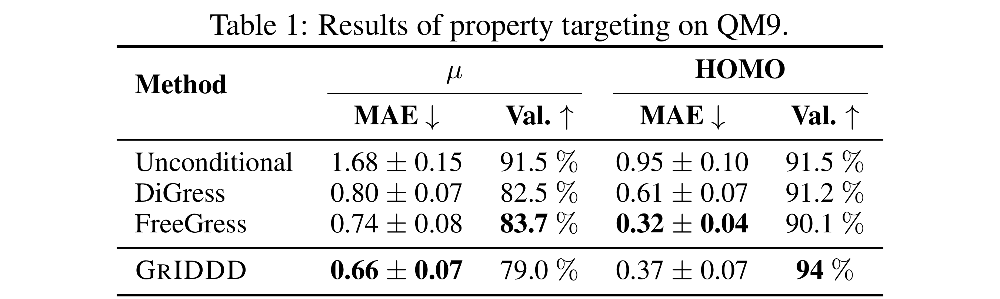 Table 1: Results of property targeting on QM9.
Method μ HOMO
MAE ↓ Val. ↑ MAE ↓ Val. ↑
Unconditional 1.68 ± 0.15 91.5 % 0.95 ± 0.10 91.5 %
DiGress 0.80 ± 0.07 82.5 % 0.61 ± 0.07 91.2 %
FreeGress 0.74 ± 0.08 83.7 % 0.32 ± 0.04 90.1 %
GRIDDD 0.66 ± 0.07 79.0 % 0.37 ± 0.07 94 %